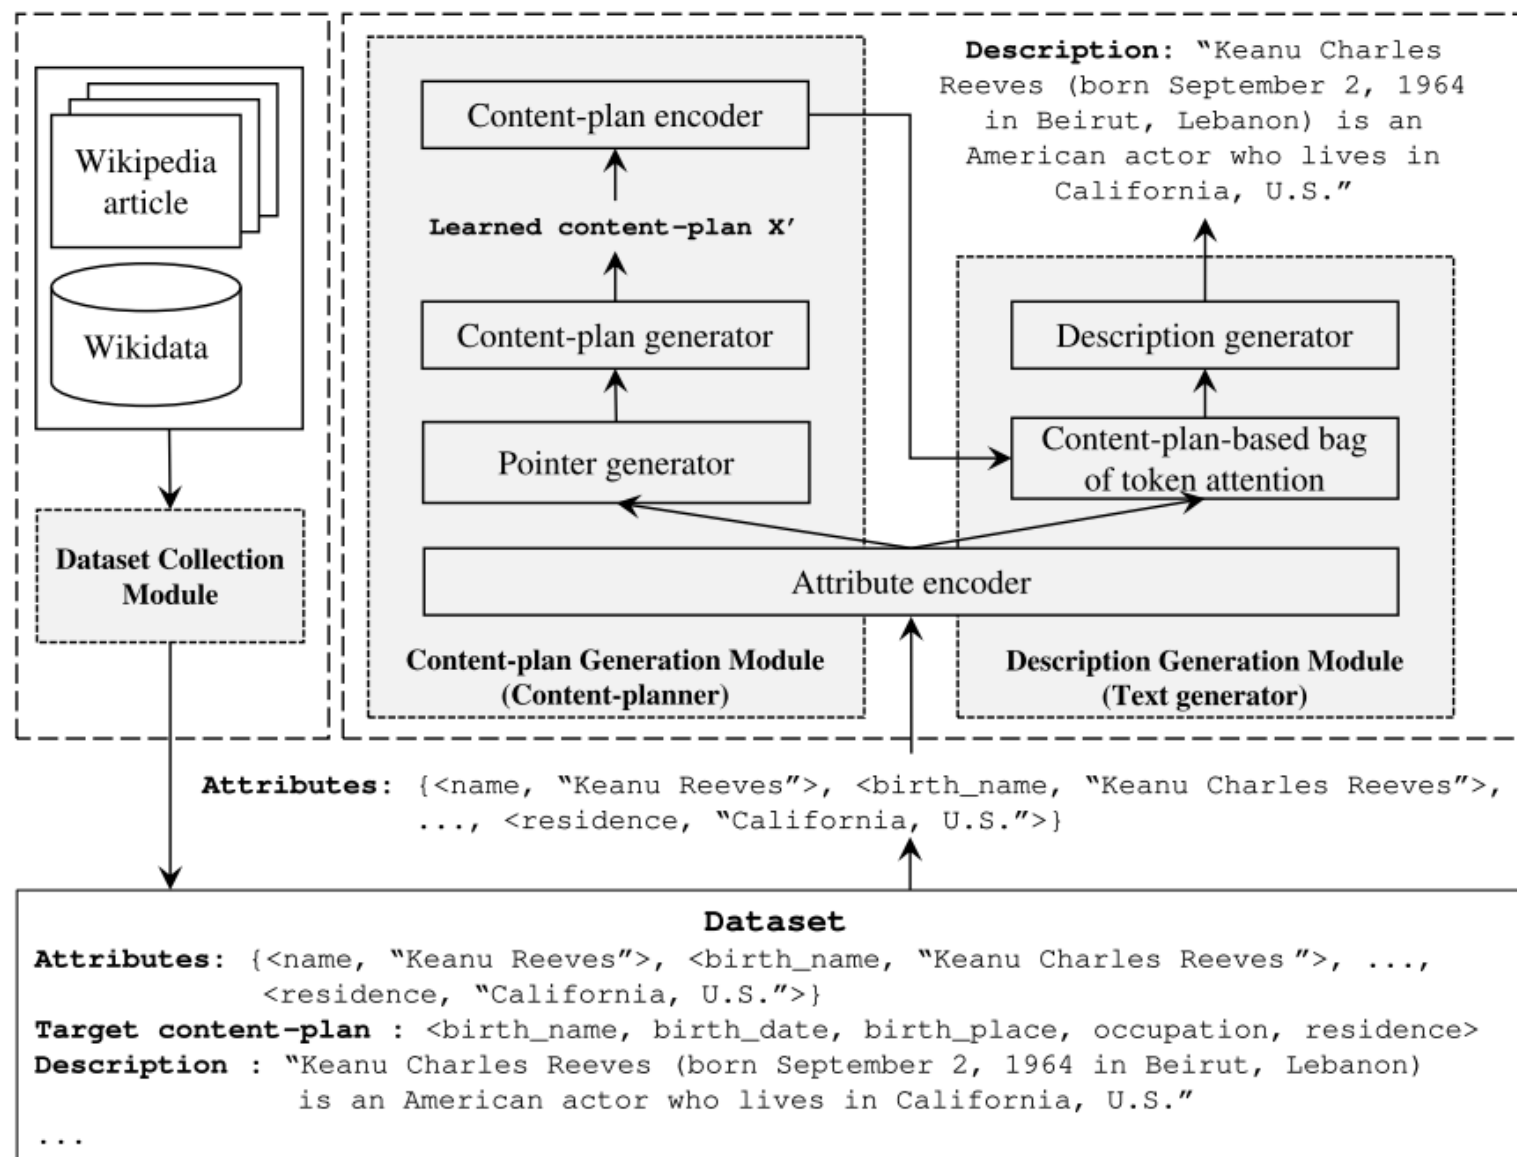 Wikipedia
article
Wikidata
Dataset Collection
Module
Content-plan encoder
Learned content-plan X′
Content-plan generator
Pointer generator
Attribute encoder
Content-plan Generation Module
(Content-planner)
Description: “Keanu Charles
Reeves (born September 2, 1964
in Beirut, Lebanon) is an
American actor who lives in
California, U.S.”
Description generator
Content-plan-based bag
of token attention
Description Generation Module
(Text generator)
Attributes: {<name, “Keanu Reeves”>, <birth_name, “Keanu Charles Reeves”>,
..., <residence, “California, U.S.”>}
Dataset
Attributes: {<name, “Keanu Reeves”>, <birth_name, “Keanu Charles Reeves ”>, ...,
<residence, “California, U.S.”>}
Target content-plan : <birth_name, birth_date, birth_place, occupation, residence>
Description : “Keanu Charles Reeves (born September 2, 1964 in Beirut, Lebanon)
is an American actor who lives in California, U.S.”
...